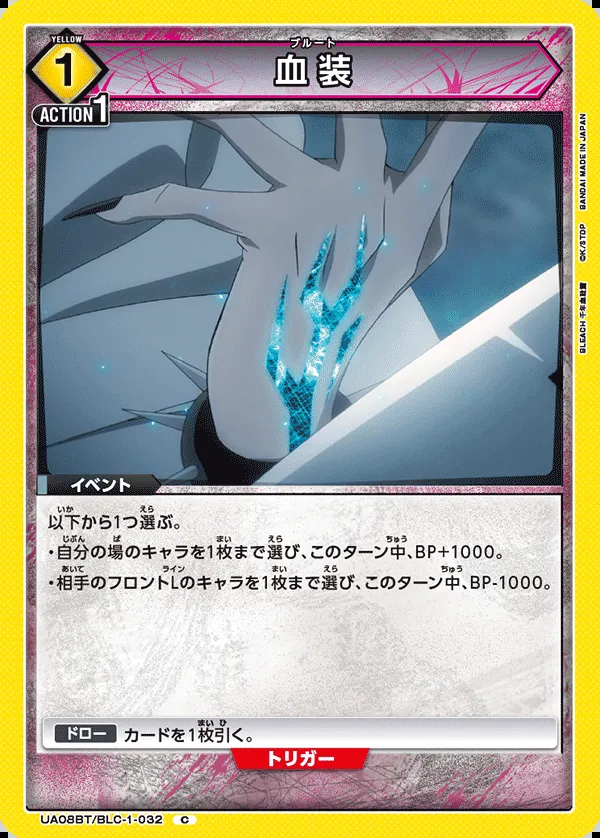 YELLOW
1
ACTION 1
ブルート
血装
BANDAI MADE IN JAPAN
©K/STDP
BLEACH 千年血戦篇
イベント
以下から1つ選ぶ。
・自分の場のキャラを1枚まで選び、このターン中、BP+1000。
・相手のフロントLのキャラを1枚まで選び、このターン中、BP-1000。
ドロー カードを1枚引く。
トリガー
UA08BT/BLC-1-032 C